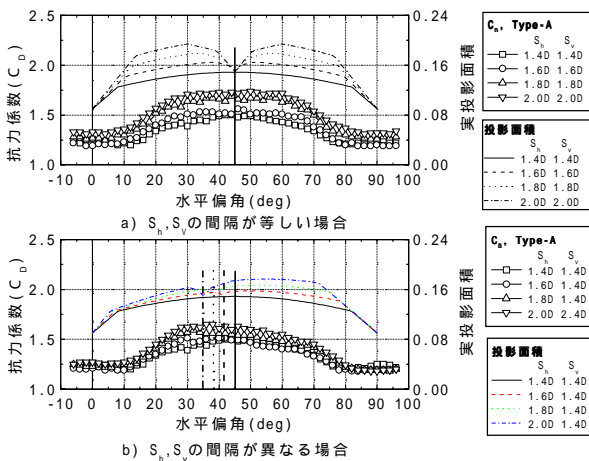 2.5
2.0
1.5
1.0
抗力係数(C_D)
0.24
0.16
0.08
0.00
実投影面積
-10 0 10 20 30 40 50 60 70 80 90 100
水平偏角(deg)
a) S_h,S_Vの間隔が等しい場合
C_n, Type-A
S_h S_v
1.4D 1.4D
1.6D 1.6D
1.8D 1.8D
2.0D 2.0D
投影面積
S_h S_v
1.4D 1.4D
1.6D 1.6D
1.8D 1.8D
2.0D 2.0D
2.5
2.0
1.5
1.0
抗力係数(C_D)
0.24
0.16
0.08
0.00
実投影面積
-10 0 10 20 30 40 50 60 70 80 90 100
水平偏角(deg)
b) S_h,S_vの間隔が異なる場合
C_n, Type-A
S_h S_v
1.4D 1.4D
1.6D 1.4D
1.8D 1.4D
2.0D 2.4D
投影面積
S_h S_v
1.4D 1.4D
1.6D 1.4D
1.8D 1.4D
2.0D 1.4D